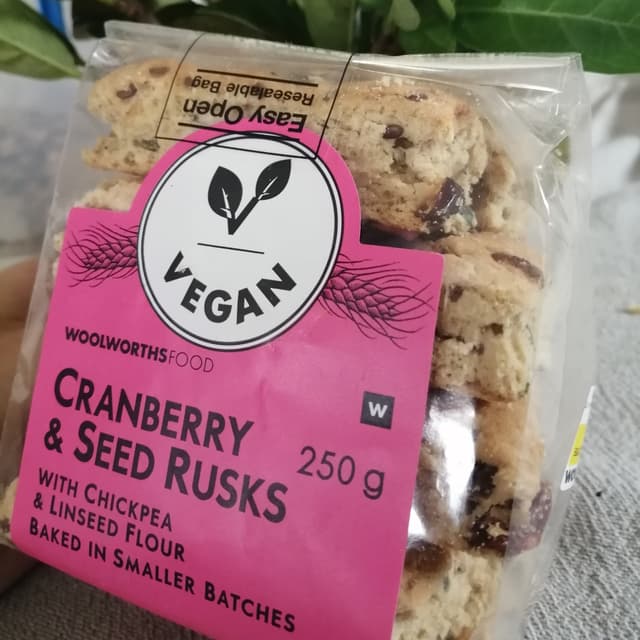 Easy Open
Resealable Bag
VEGAN
WOOLWORTHSFOOD
W
CRANBERRY
& SEED RUSKS
250 g
WITH CHICKPEA
& LINSEED FLOUR
BAKED IN SMALLER BATCHES